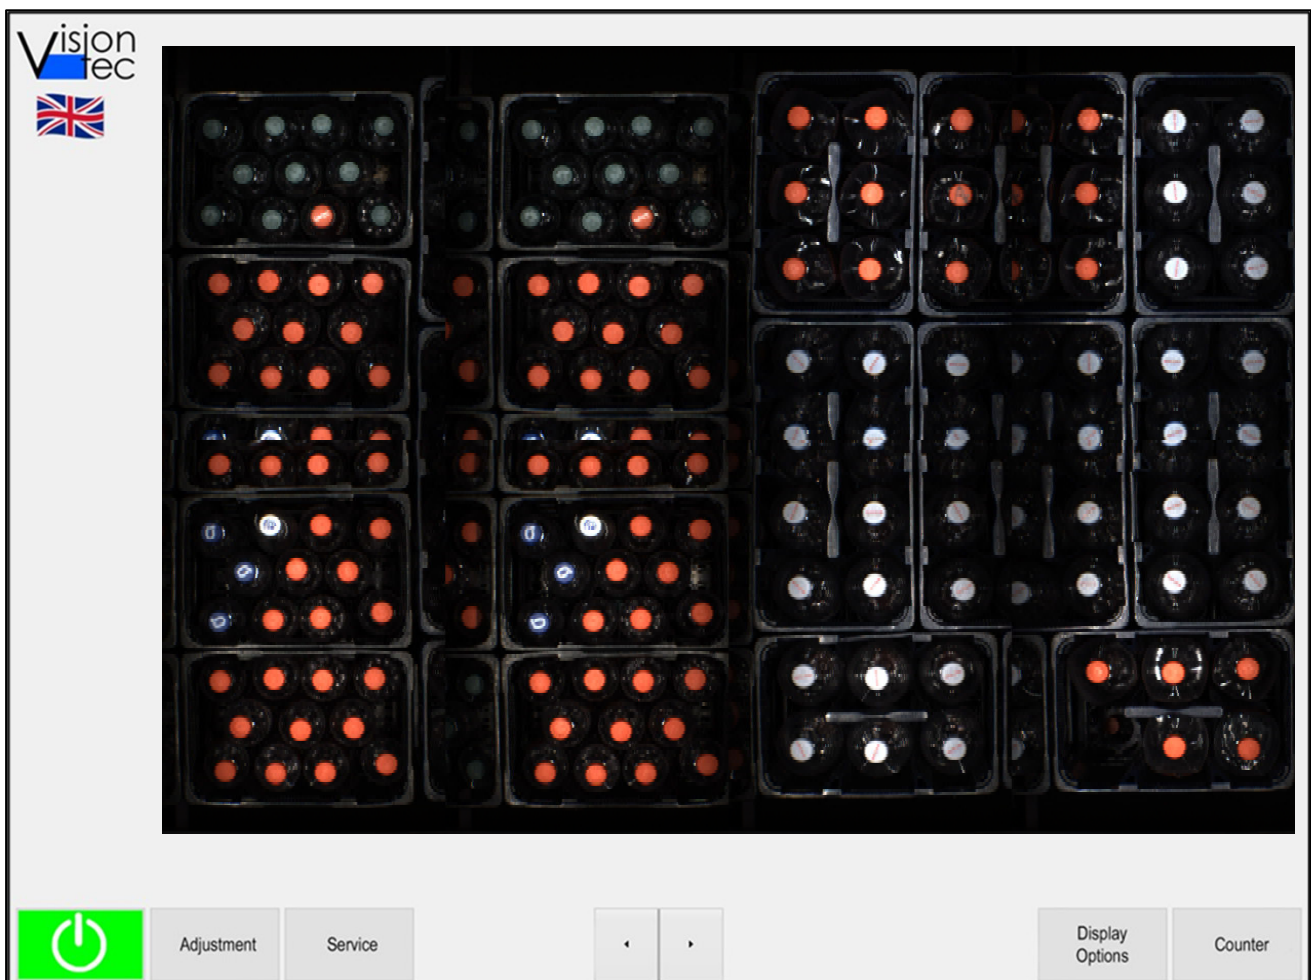 Vision
tec
Adjustment
Service
Display
Options
Counter